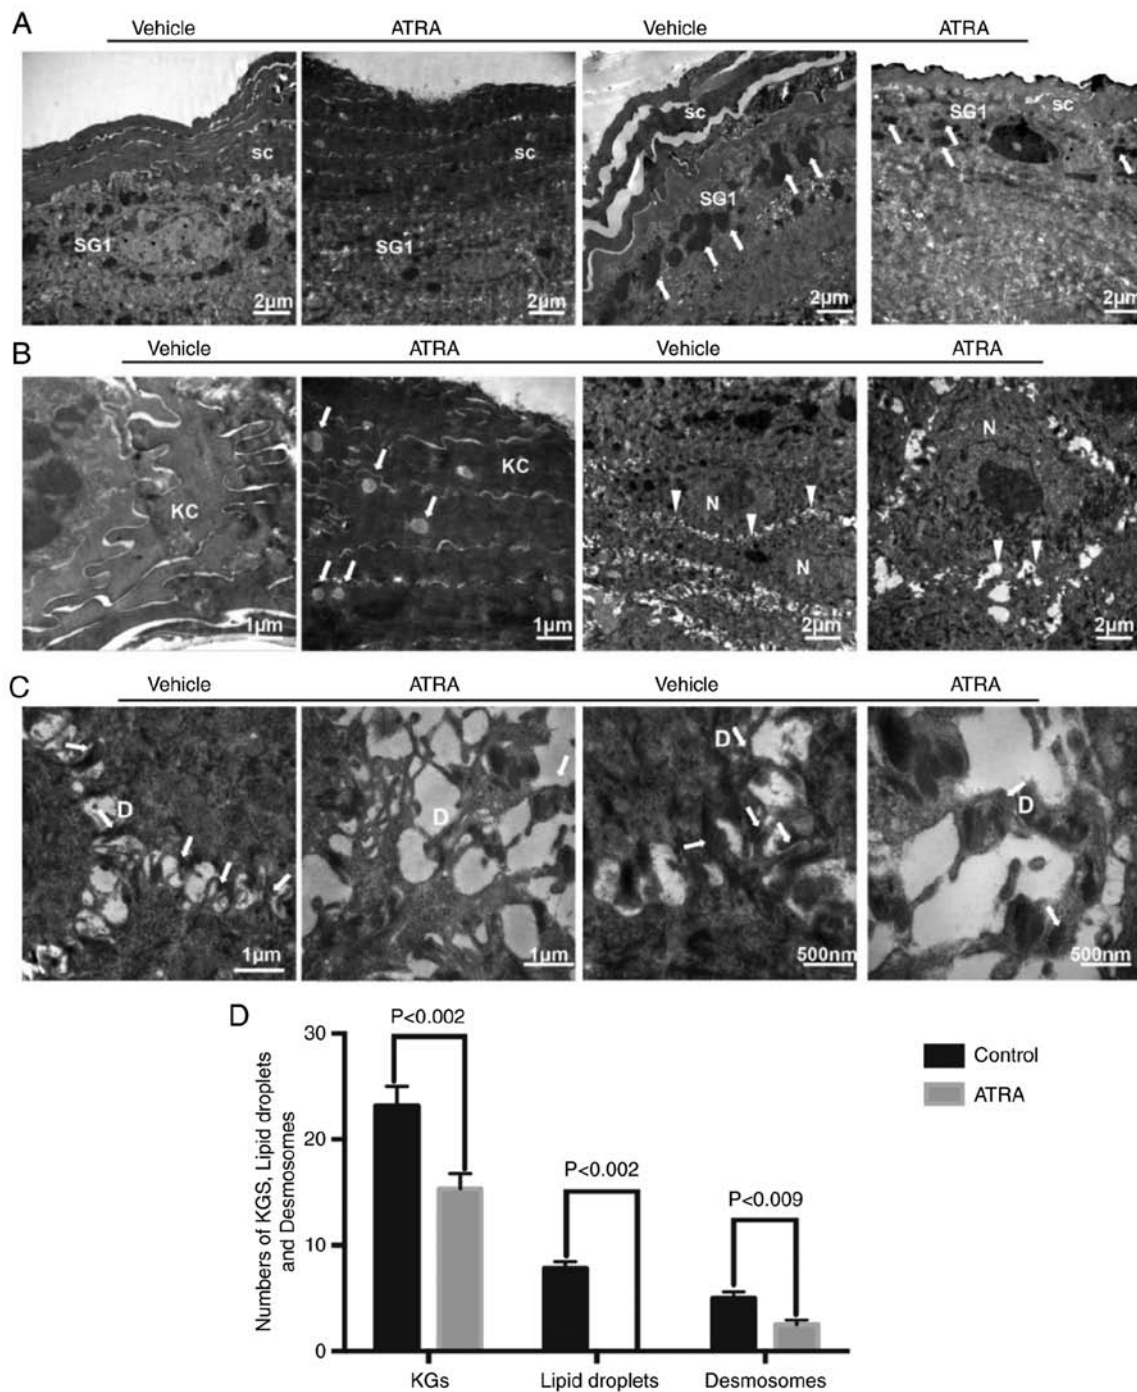 A
Vehicle ATRA Vehicle ATRA
sc sc sc sc
SG1 SG1 SG1 SG1
2µm 2µm 2µm 2µm
B
Vehicle ATRA Vehicle ATRA
KC KC N N N
1µm 1µm 2µm 2µm
C
Vehicle ATRA Vehicle ATRA
D D D D
1µm 1µm 500nm 500nm
D
Numbers of KGS, Lipid droplets
and Desmosomes
30
20
10
0
P<0.002
P<0.002
P<0.009
KGs Lipid droplets Desmosomes
Control
ATRA